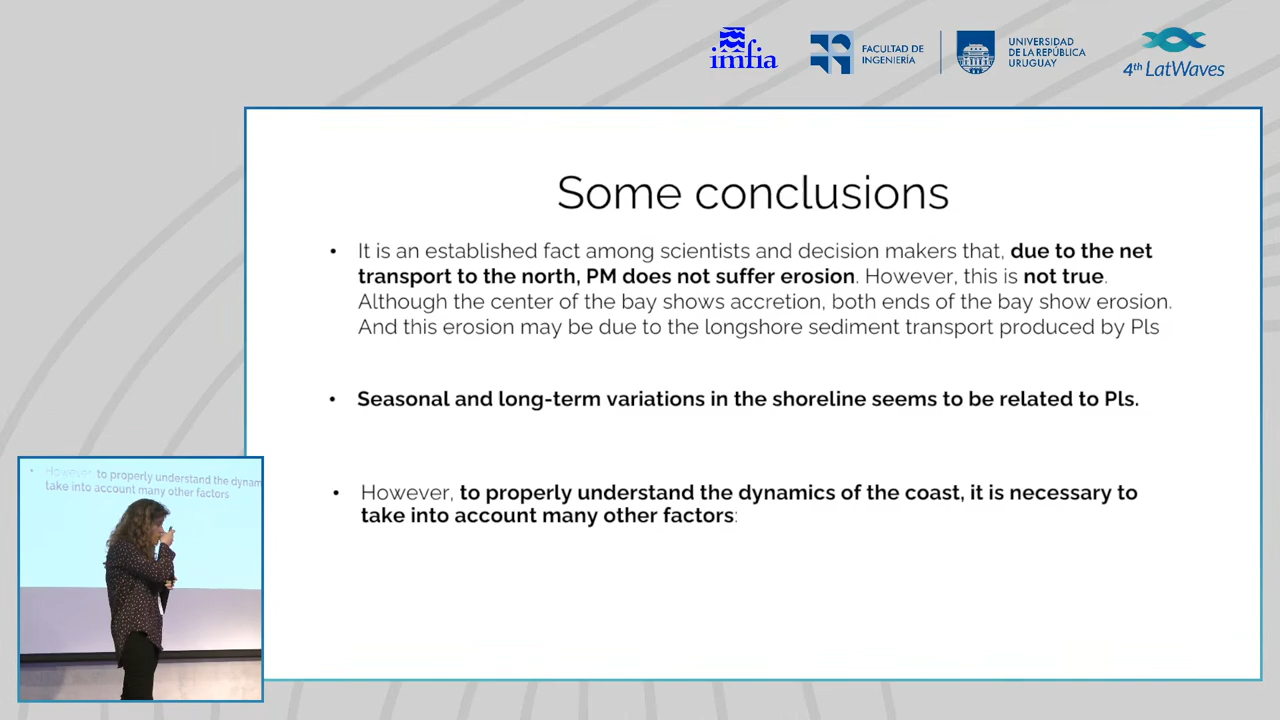 imfia
FACULTAD DE
INGENIERÍA
UNIVERSIDAD
DE LA REPÚBLICA
URUGUAY
4th LatWaves
Some conclusions
• It is an established fact among scientists and decision makers that, due to the net
transport to the north, PM does not suffer erosion. However, this is not true.
Although the center of the bay shows accretion, both ends of the bay show erosion.
And this erosion may be due to the longshore sediment transport produced by Pls
• Seasonal and long-term variations in the shoreline seems to be related to Pls.
• However, to properly understand the dynamics of the coast, it is necessary to
take into account many other factors:
• However, to properly understand the dynam
take into account many other factors